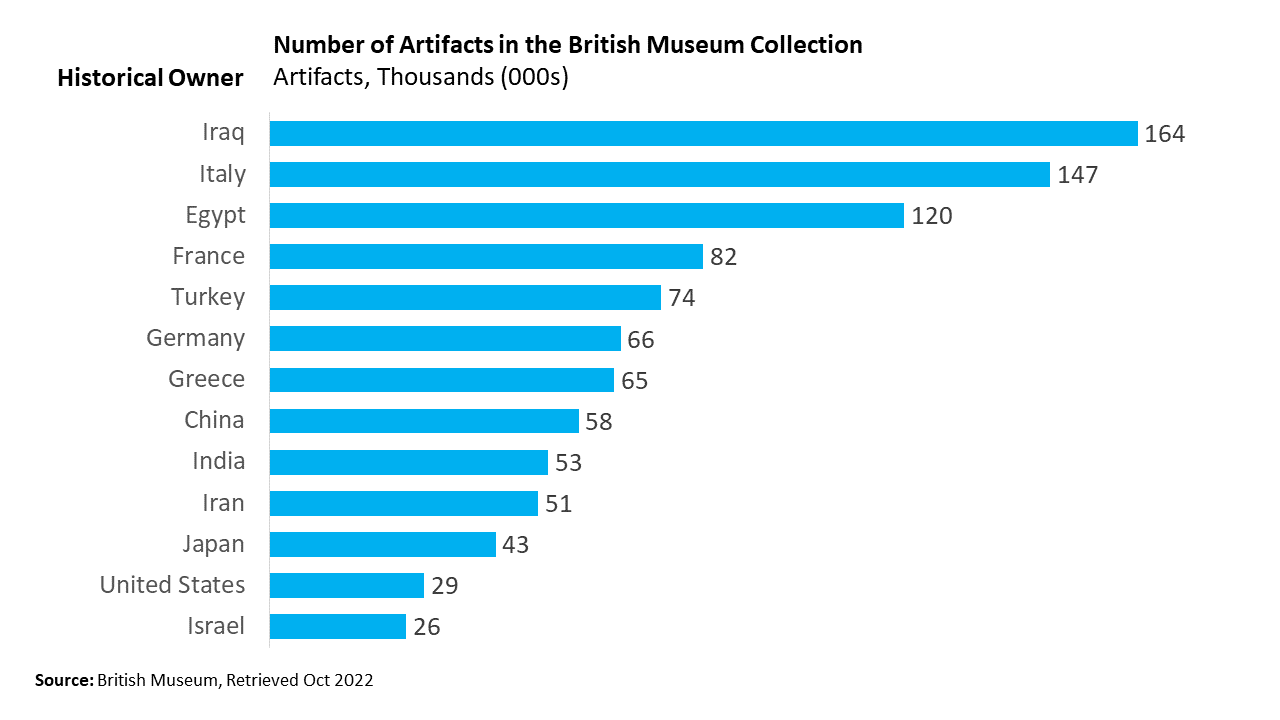 Number of Artifacts in the British Museum Collection
Historical Owner
Artifacts, Thousands (000s)
Iraq 164
Italy 147
Egypt 120
France 82
Turkey 74
Germany 66
Greece 65
China 58
India 53
Iran 51
Japan 43
United States 29
Israel 26
Source: British Museum, Retrieved Oct 2022